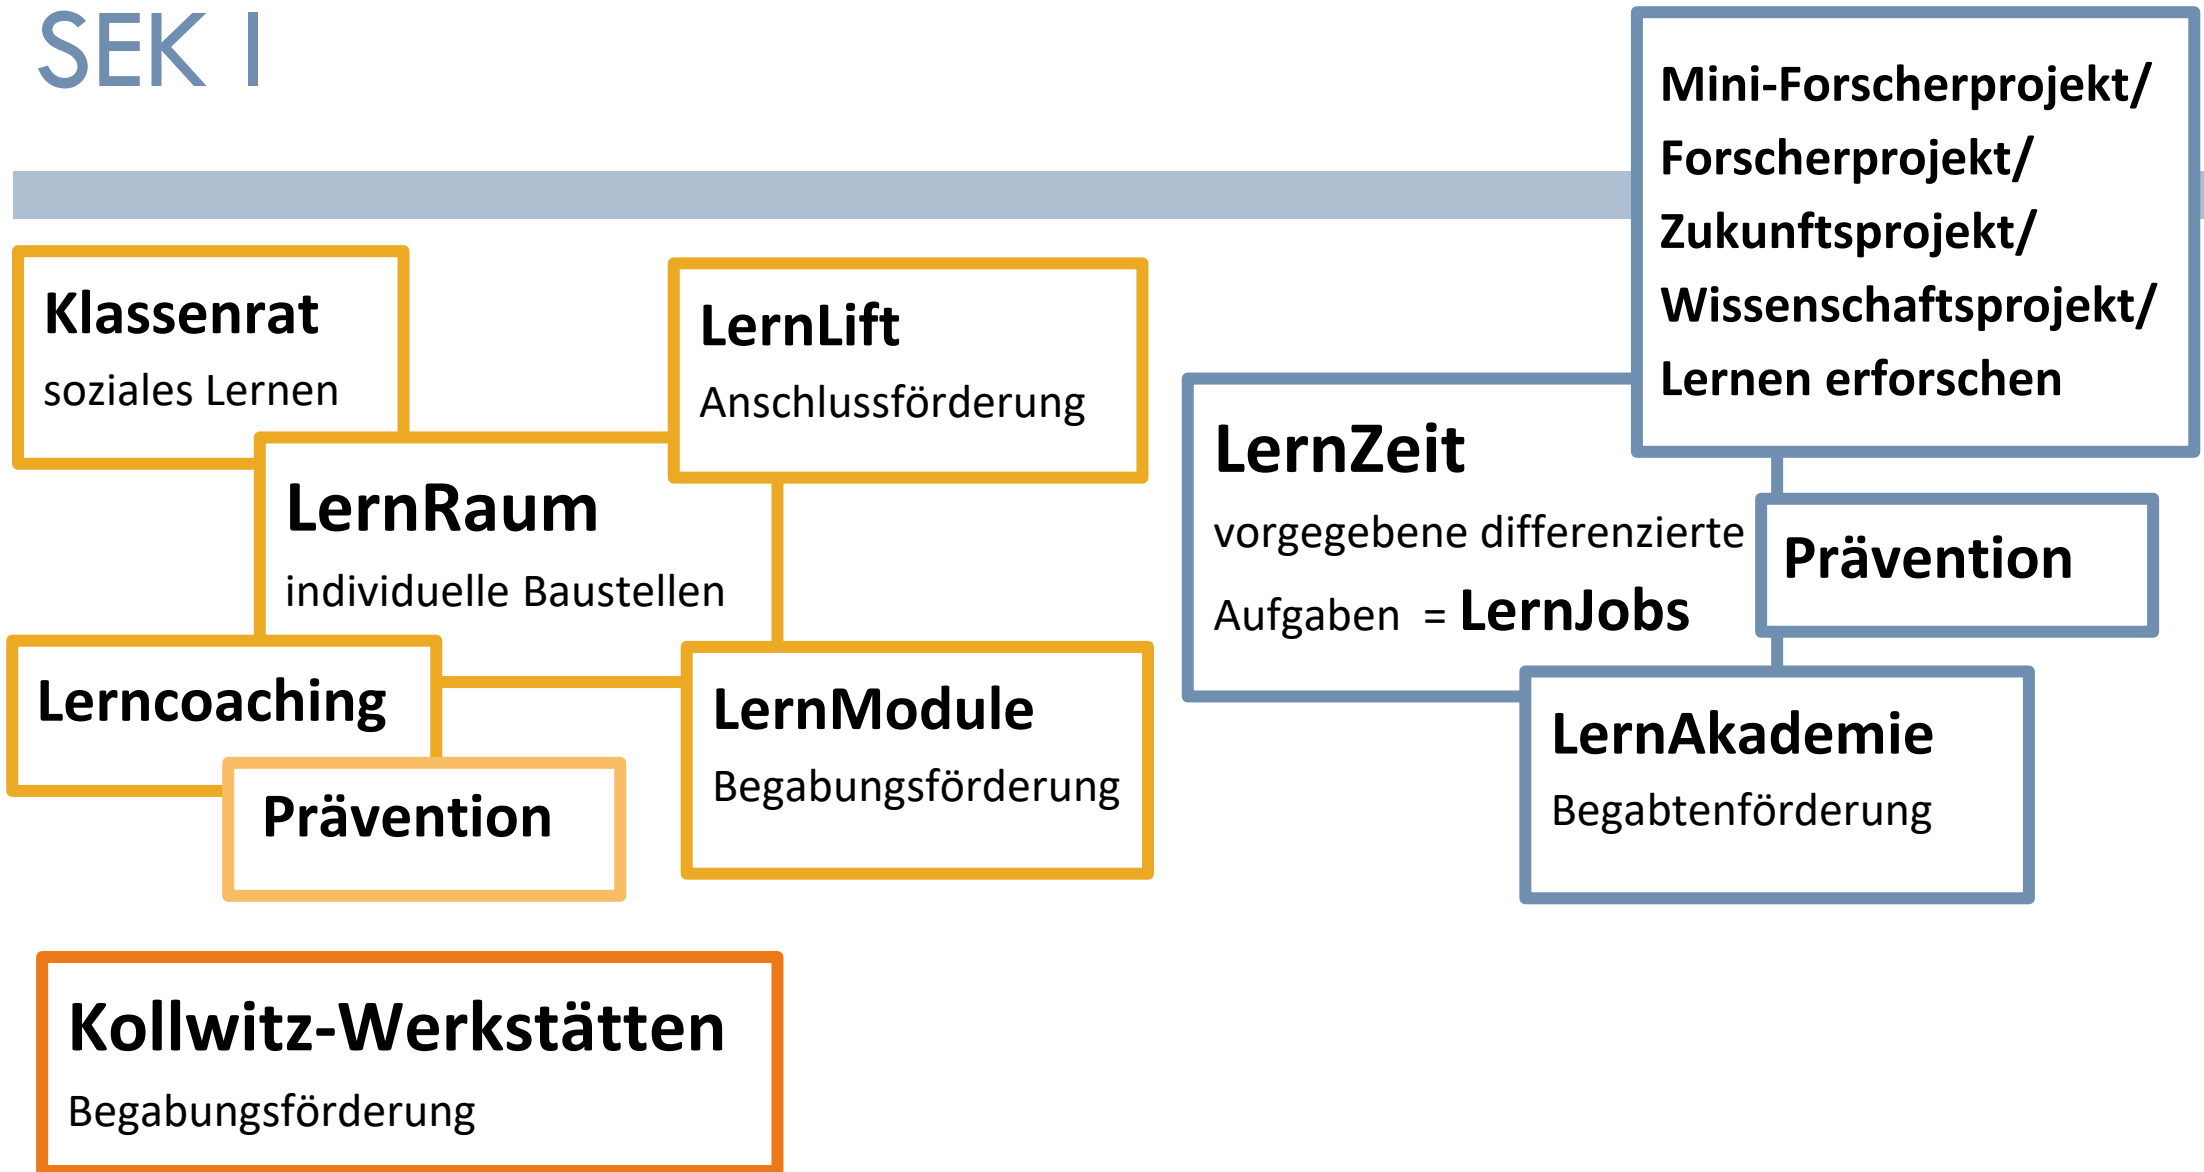 SEK I
Klassenrat
soziales Lernen
LernLift
Anschlussförderung
LernRaum
individuelle Baustellen
Lerncoaching
Prävention
LernModule
Begabungsförderung
Kollwitz-Werkstätten
Begabungsförderung
Mini-Forscherprojekt/
Forscherprojekt/
Zukunftsprojekt/
Wissenschaftsprojekt/
Lernen erforschen
LernZeit
vorgegebene differenzierte
Aufgaben = LernJobs
Prävention
LernAkademie
Begabtenförderung